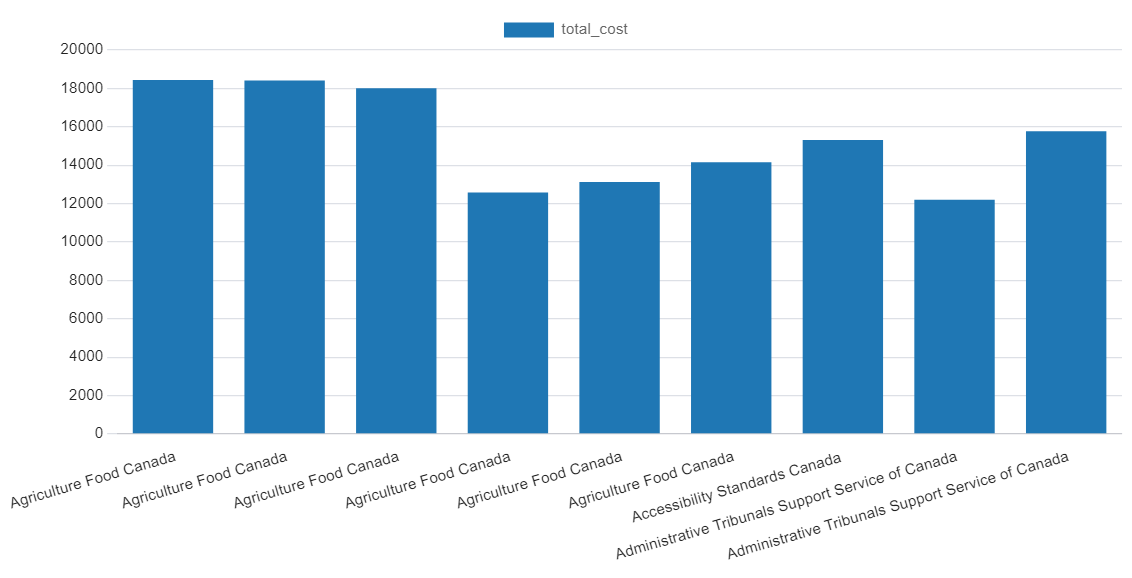 total_cost
20000
18000
16000
14000
12000
10000
8000
6000
4000
2000
0
Agriculture Food Canada
Agriculture Food Canada
Agriculture Food Canada
Agriculture Food Canada
Agriculture Food Canada
Agriculture Food Canada
Accessibility Standards Canada
Administrative Tribunals Support Service of Canada
Administrative Tribunals Support Service of Canada